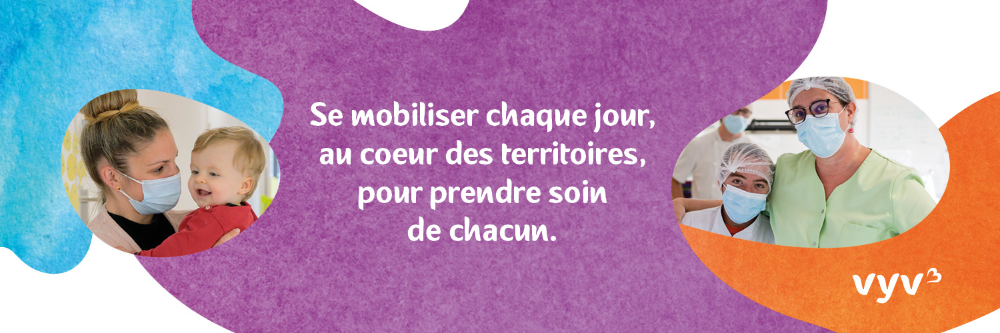 Se mobiliser chaque jour,
au coeur des territoires,
pour prendre soin
de chacun.
vyv3